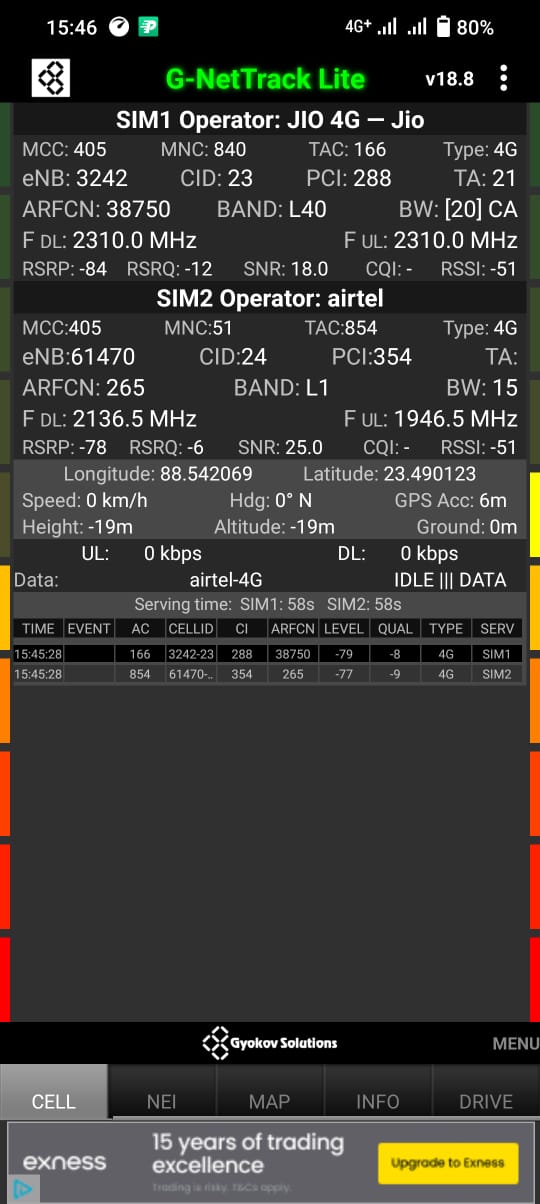 15:46 4G+ 80%
G-NetTrack Lite v18.8
SIM1 Operator: JIO 4G — Jio
MCC: 405 MNC: 840 TAC: 166 Type: 4G
eNB: 3242 CID: 23 PCI: 288 TA: 21
ARFCN: 38750 BAND: L40 BW: [20] CA
F DL: 2310.0 MHz F UL: 2310.0 MHz
RSRP: -84 RSRQ: -12 SNR: 18.0 CQI: - RSSI: -51
SIM2 Operator: airtel
MCC:405 MNC:51 TAC:854 Type: 4G
eNB:61470 CID:24 PCI:354 TA:
ARFCN: 265 BAND: L1 BW: 15
F DL: 2136.5 MHz F UL: 1946.5 MHz
RSRP: -78 RSRQ: -6 SNR: 25.0 CQI: - RSSI: -51
Longitude: 88.542069 Latitude: 23.490123
Speed: 0 km/h Hdg: 0° N GPS Acc: 6m
Height: -19m Altitude: -19m Ground: 0m
UL: 0 kbps DL: 0 kbps
Data: airtel-4G IDLE ||| DATA
Serving time: SIM1: 58s SIM2: 58s
TIME EVENT AC CELLID CI ARFCN LEVEL QUAL TYPE SERV
15:45:28 166 3242-23 288 38750 -79 -8 4G SIM1
15:45:28 854 61470-.. 354 265 -77 -9 4G SIM2
Gyokov Solutions MENU
CELL NEI MAP INFO DRIVE
exness 15 years of trading excellence Upgrade to Exness
Trading is risky. T&Cs apply.